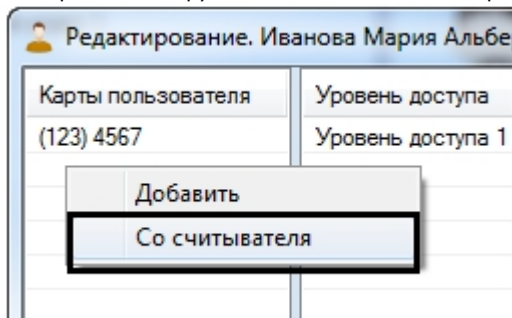 Редактирование. Иванова Мария Альбе
Карты пользователя Уровень доступа
(123) 4567 Уровень доступа 1
Добавить
Со считывателя